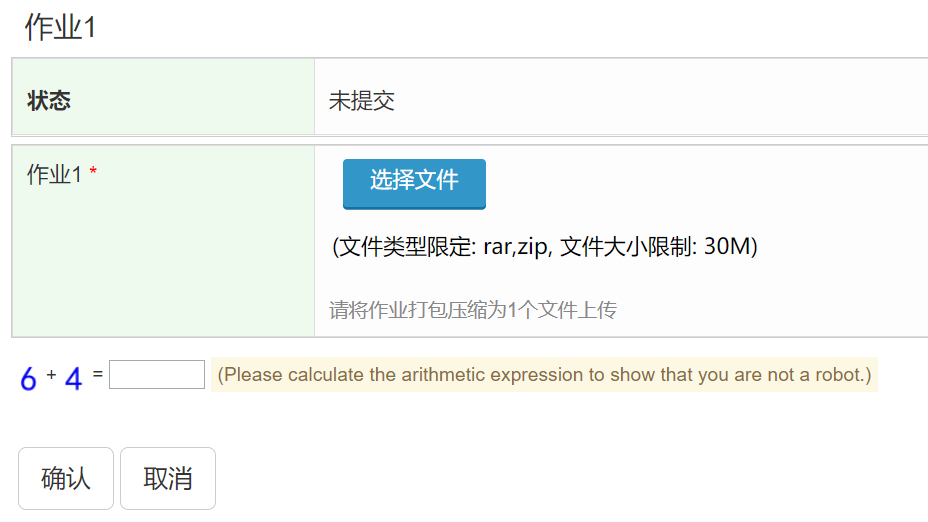 作业1
状态 未提交
作业1 *
选择文件
(文件类型限定: rar,zip, 文件大小限制: 30M)
请将作业打包压缩为1个文件上传
6 + 4 = (Please calculate the arithmetic expression to show that you are not a robot.)
确认 取消